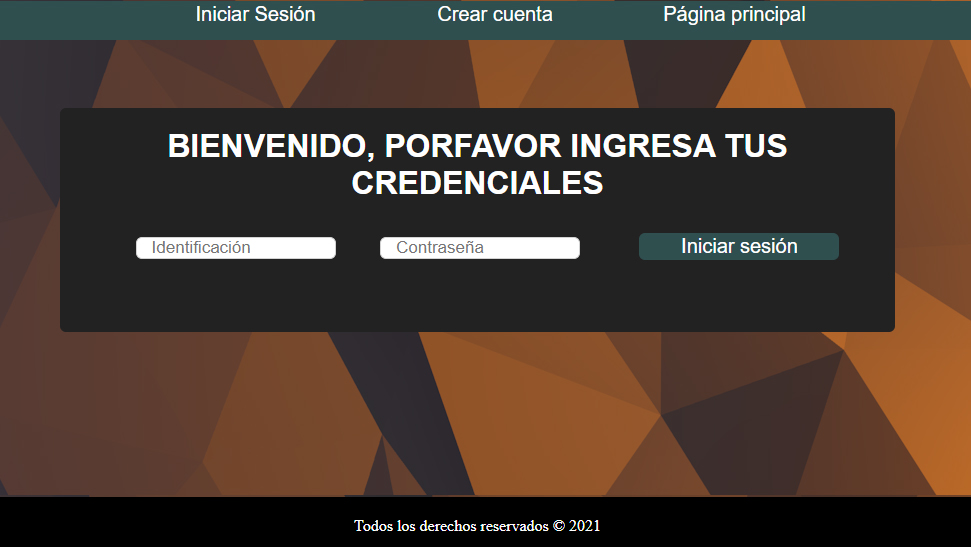 Iniciar Sesión Crear cuenta Página principal
BIENVENIDO, PORFAVOR INGRESA TUS
CREDENCIALES
Identificación Contraseña Iniciar sesión
Todos los derechos reservados © 2021